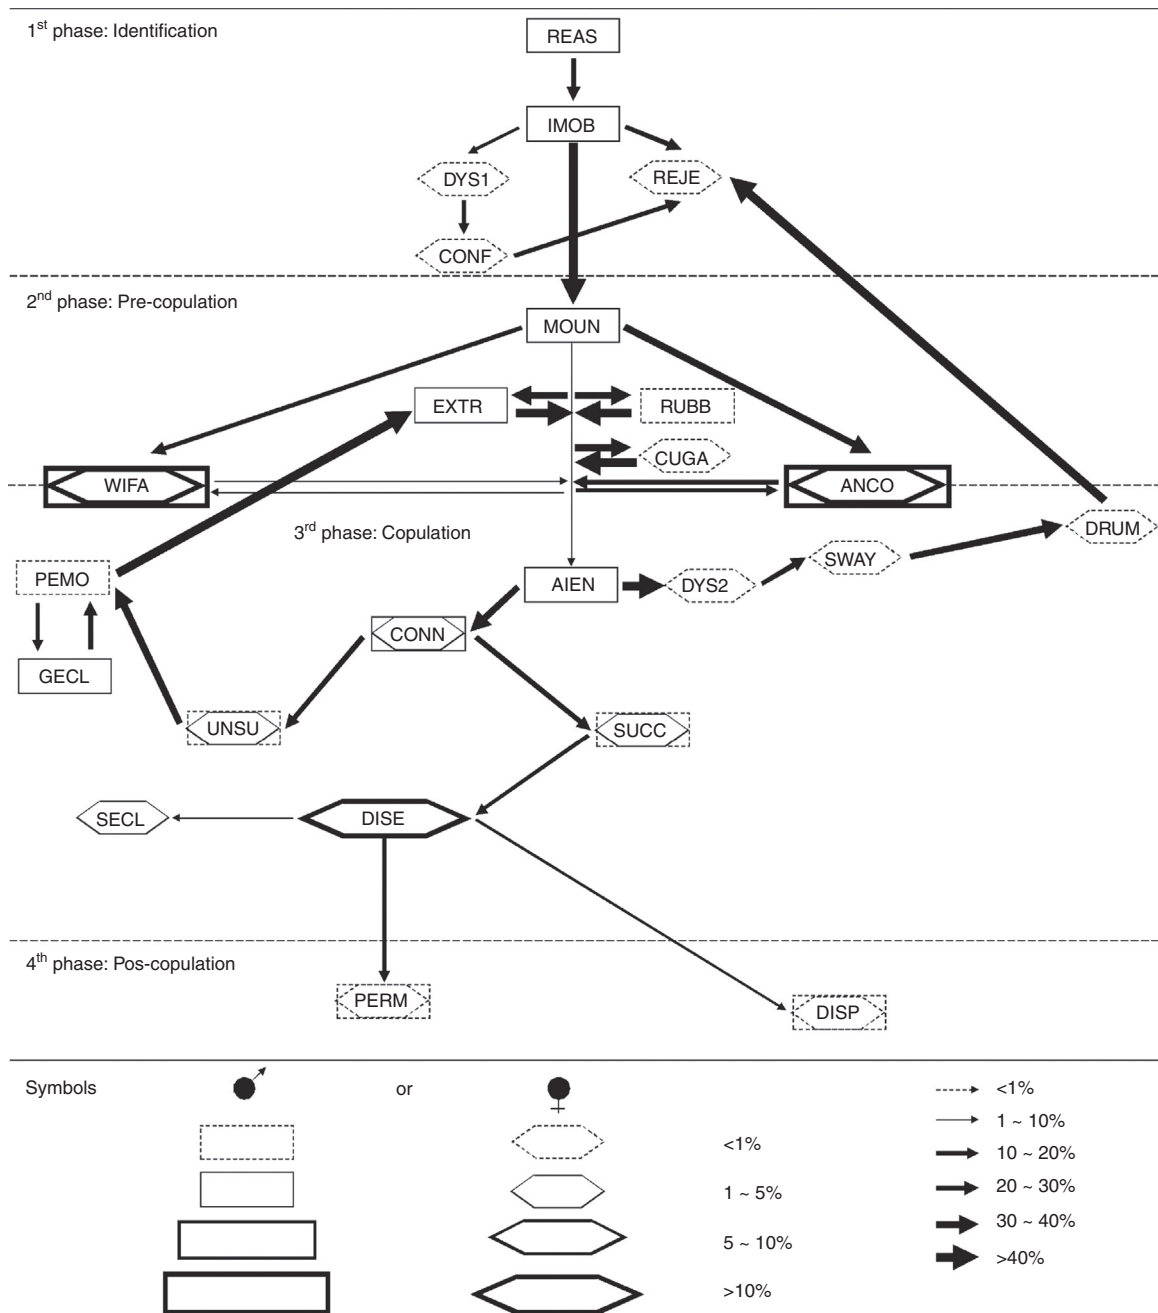 1st phase: Identification
REAS
IMOB
DYS1
REJE
CONF
2nd phase: Pre-copulation
MOUN
EXTR
RUBB
CUGA
WIFA
ANCO
3rd phase: Copulation
DRUM
SWAY
PEMO
AIEN
DYS2
CONN
GECL
UNSU
SUCC
SECL
DISE
4th phase: Pos-copulation
PERM
DISP
Symbols
or
<1%
1 ~ 5%
5 ~ 10%
>10%
<1%
1 ~ 10%
10 ~ 20%
20 ~ 30%
30 ~ 40%
>40%